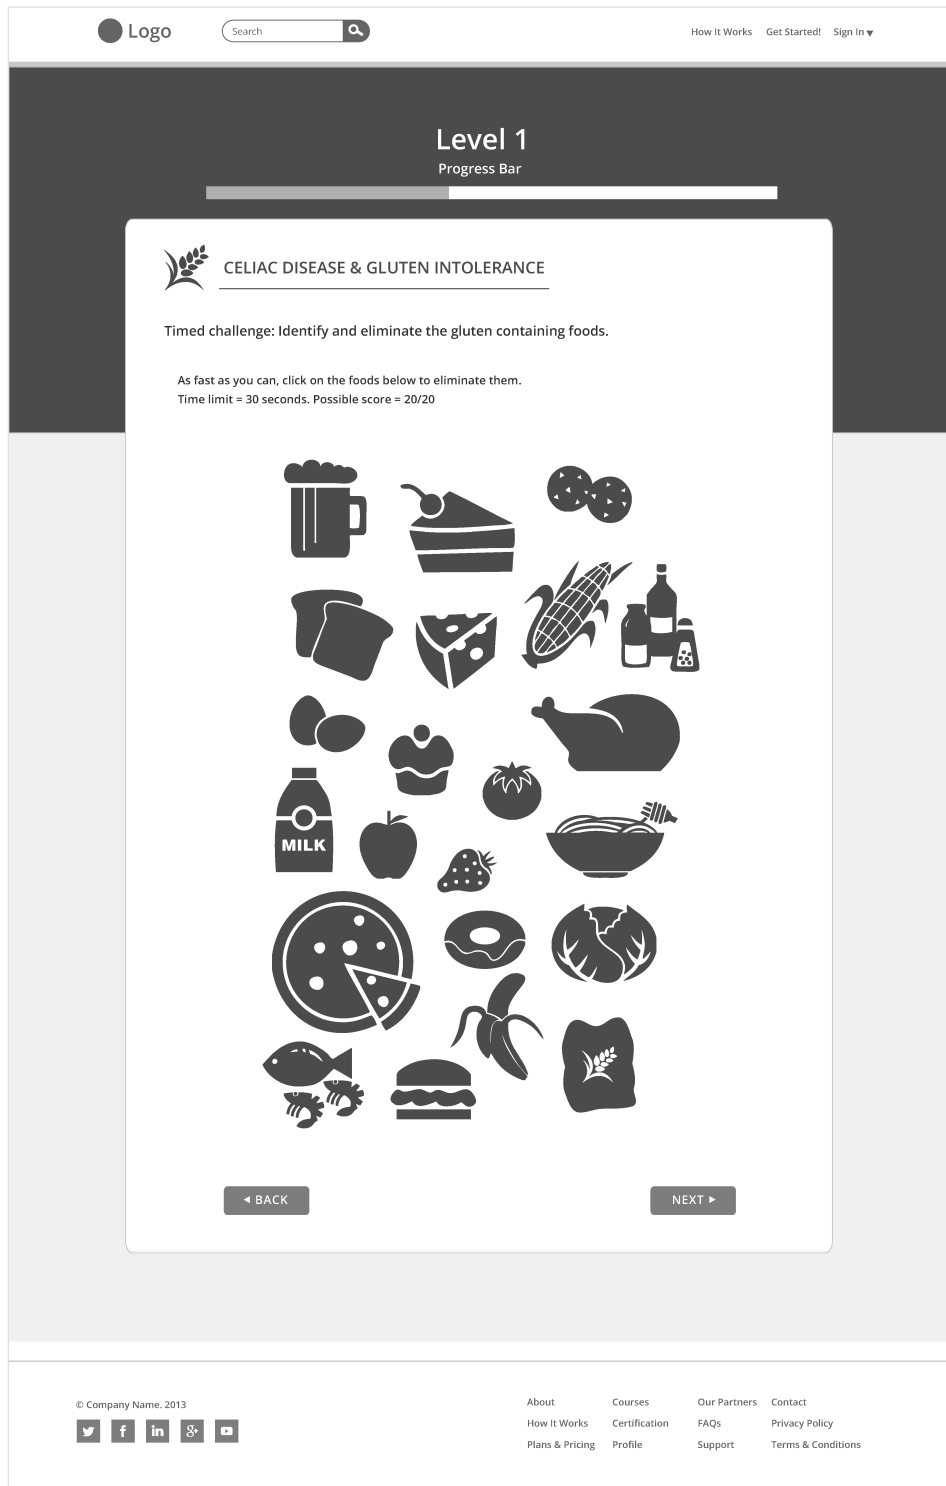 Logo
Search
How It Works Get Started! Sign In
Level 1
Progress Bar
CELIAC DISEASE & GLUTEN INTOLERANCE
Timed challenge: Identify and eliminate the gluten containing foods.
As fast as you can, click on the foods below to eliminate them.
Time limit = 30 seconds. Possible score = 20/20
MILK
BACK
NEXT
© Company Name. 2013
About Courses Our Partners Contact
How It Works Certification FAQs Privacy Policy
Plans & Pricing Profile Support Terms & Conditions